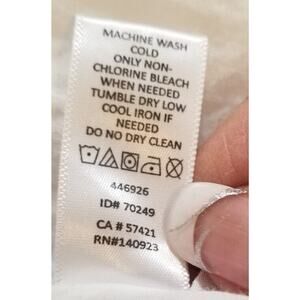 MACHINE WASH
COLD
ONLY NON-
CHLORINE BLEACH
WHEN NEEDED
TUMBLE DRY LOW
COOL IRON IF
NEEDED
DO NO DRY CLEAN
446926
ID# 70249
CA # 57421
RN#140923